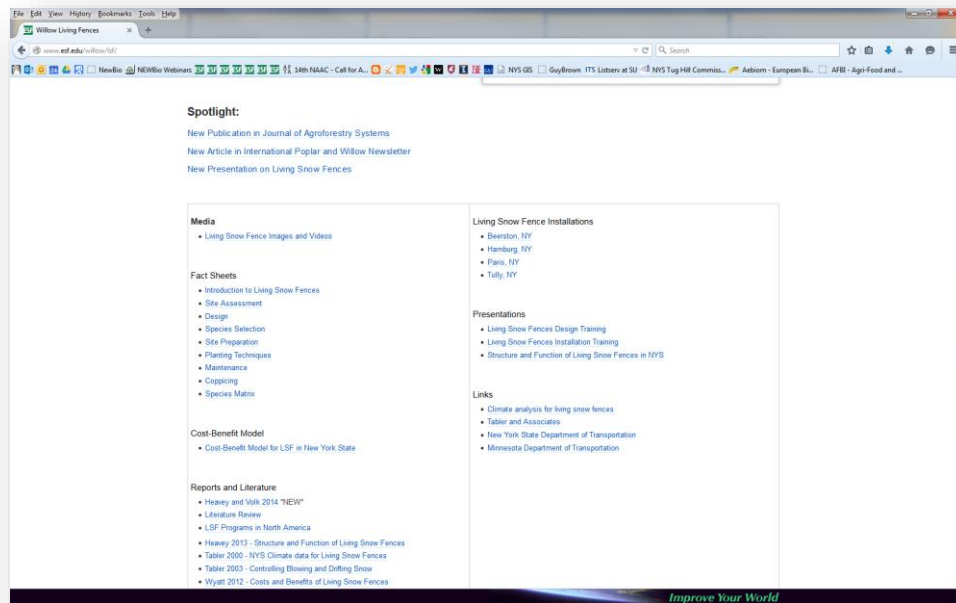 File Edit View History Bookmarks Tools Help
Willow Living Fences
www.esf.edu/willow/lsf/
Search
NewBio NEWBio Webinars 14th NAAC - Call for A... NYS GIS GuyBrown ITS Listserv at SU NYS Tug Hill Commiss... Aebiom - European Bi... AFBI - Agri-Food and ...
Spotlight:
New Publication in Journal of Agroforestry Systems
New Article in International Poplar and Willow Newsletter
New Presentation on Living Snow Fences
Media
• Living Snow Fence Images and Videos
Fact Sheets
• Introduction to Living Snow Fences
• Site Assessment
• Design
• Species Selection
• Site Preparation
• Planting Techniques
• Maintenance
• Coppicing
• Species Matrix
Cost-Benefit Model
• Cost-Benefit Model for LSF in New York State
Reports and Literature
• Heavey and Volk 2014 "NEW"
• Literature Review
• LSF Programs in North America
• Heavey 2013 - Structure and Function of Living Snow Fences
• Tabler 2000 - NYS Climate data for Living Snow Fences
• Tabler 2003 - Controlling Blowing and Drifting Snow
• Wyatt 2012 - Costs and Benefits of Living Snow Fences
Living Snow Fence Installations
• Beerston, NY
• Hamburg, NY
• Paris, NY
• Tully, NY
Presentations
• Living Snow Fences Design Training
• Living Snow Fences Installation Training
• Structure and Function of Living Snow Fences in NYS
Links
• Climate analysis for living snow fences
• Tabler and Associates
• New York State Department of Transportation
• Minnesota Department of Transportation
Improve Your World